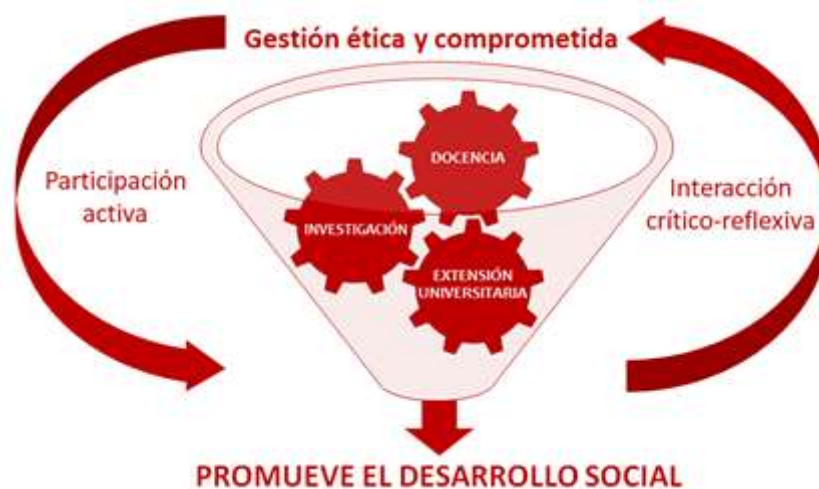 Gestión ética y comprometida
DOCENCIA
Participación
activa
Interacción
crítico-reflexiva
INVESTIGACIÓN
EXTENSIÓN
UNIVERSITARIA
PROMUEVE EL DESARROLLO SOCIAL